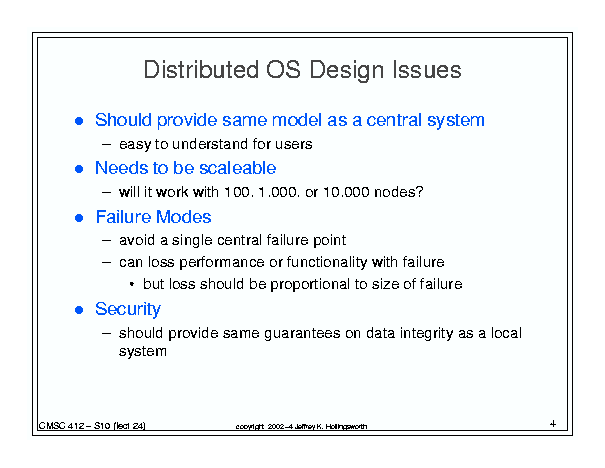 Distributed OS Design Issues
● Should provide same model as a central system
– easy to understand for users
● Needs to be scaleable
– will it work with 100, 1,000, or 10,000 nodes?
● Failure Modes
– avoid a single central failure point
– can loss performance or functionality with failure
• but loss should be proportional to size of failure
● Security
– should provide same guarantees on data integrity as a local
system
CMSC 412 – S10 (lect 24)
copyright 2002-4 Jeffrey K. Hollingsworth
4